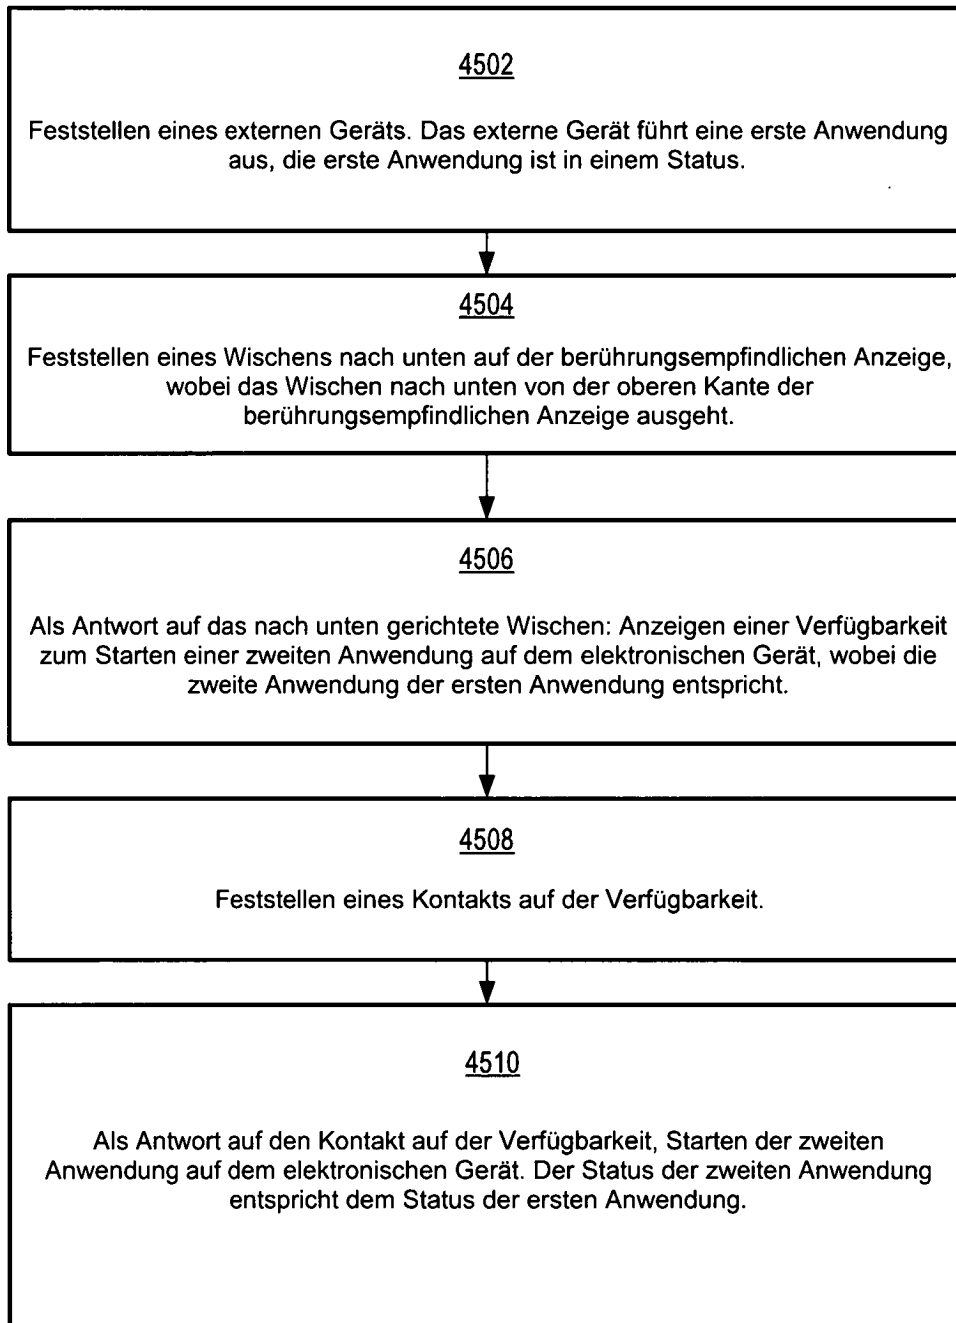 4502
Feststellen eines externen Geräts. Das externe Gerät führt eine erste Anwendung
aus, die erste Anwendung ist in einem Status.
4504
Feststellen eines Wischens nach unten auf der berührungsempfindlichen Anzeige,
wobei das Wischen nach unten von der oberen Kante der
berührungsempfindlichen Anzeige ausgeht.
4506
Als Antwort auf das nach unten gerichtete Wischen: Anzeigen einer Verfügbarkeit
zum Starten einer zweiten Anwendung auf dem elektronischen Gerät, wobei die
zweite Anwendung der ersten Anwendung entspricht.
4508
Feststellen eines Kontakts auf der Verfügbarkeit.
4510
Als Antwort auf den Kontakt auf der Verfügbarkeit, Starten der zweiten
Anwendung auf dem elektronischen Gerät. Der Status der zweiten Anwendung
entspricht dem Status der ersten Anwendung.